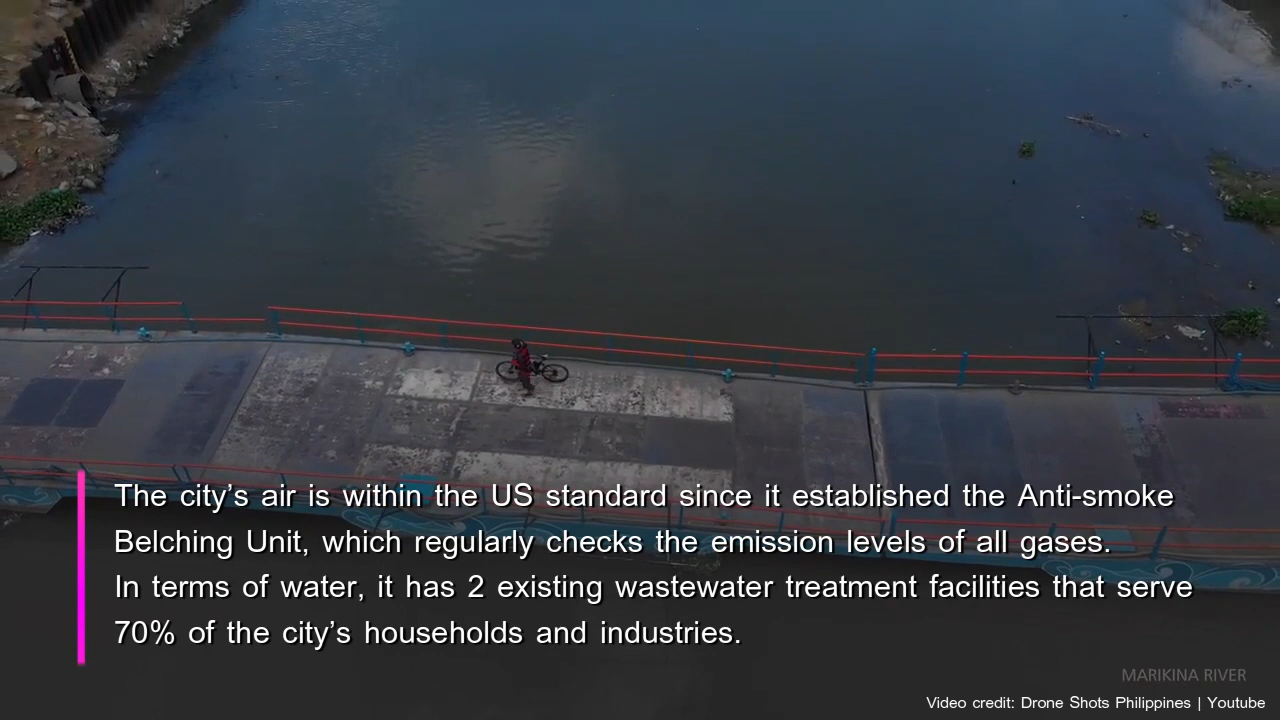 The city’s air is within the US standard since it established the Anti-smoke
Belching Unit, which regularly checks the emission levels of all gases.
In terms of water, it has 2 existing wastewater treatment facilities that serve
70% of the city’s households and industries.
MARIKINA RIVER
Video credit: Drone Shots Philippines | Youtube